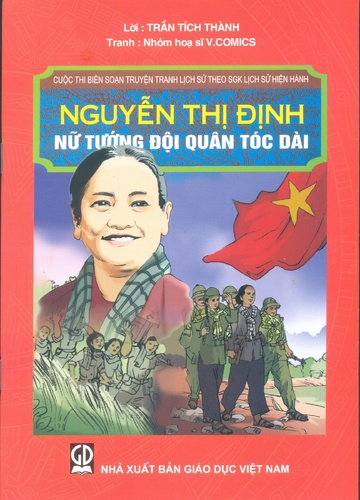 Lời : TRẦN TÍCH THÀNH
Tranh : Nhóm hoạ sĩ V.COMICS
CUỘC THI BIÊN SOẠN TRUYỆN TRANH LỊCH SỬ THEO SGK LỊCH SỬ HIỆN HÀNH
NGUYỄN THỊ ĐỊNH
NỮ TƯỚNG ĐỘI QUÂN TÓC DÀI
GD
NHÀ XUẤT BẢN GIÁO DỤC VIỆT NAM